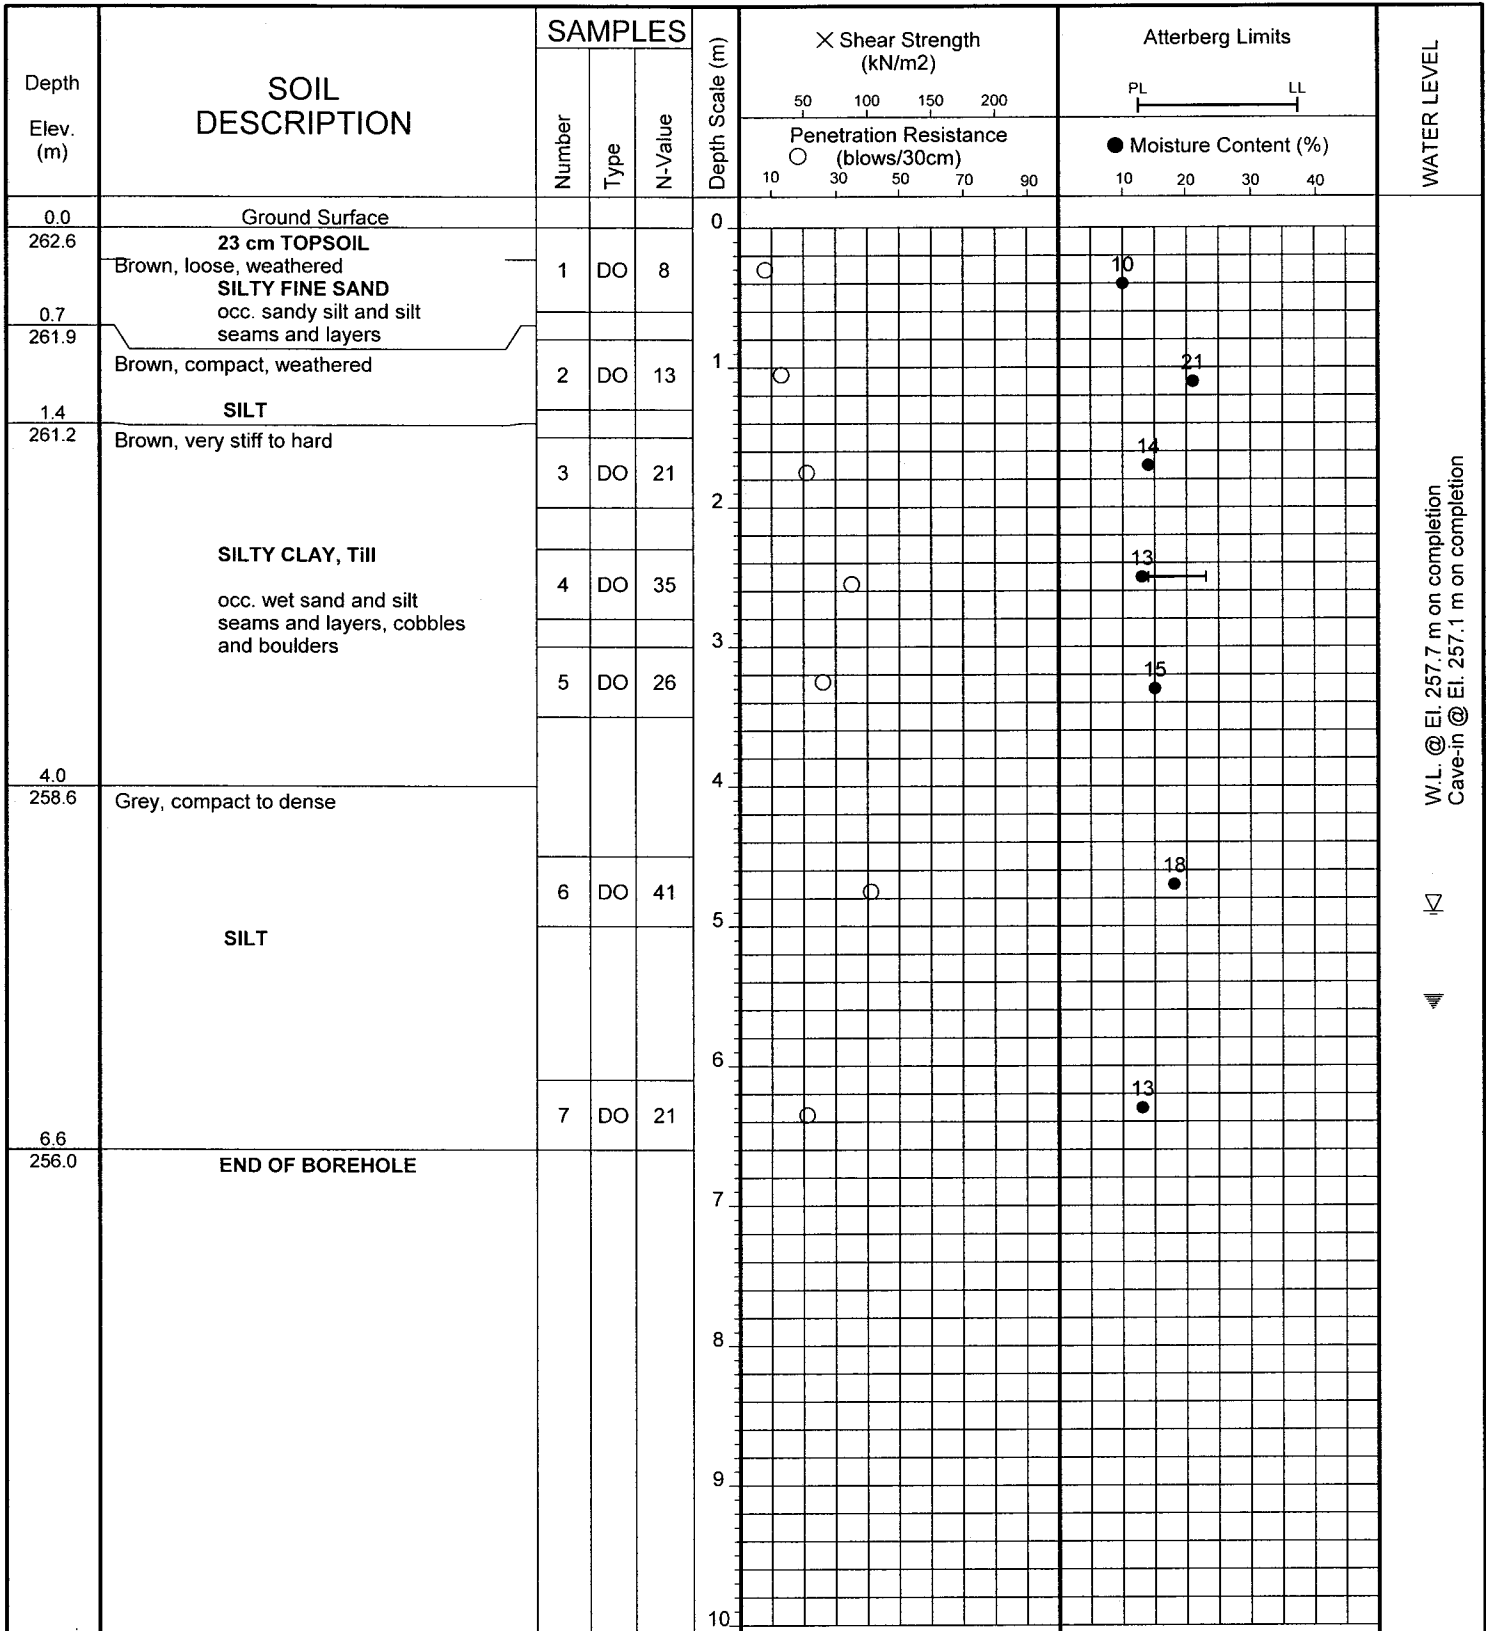 Depth
Elev.
(m)
SOIL
DESCRIPTION
SAMPLES
Number
Type
N-Value
Depth Scale (m)
× Shear Strength
(kN/m2)
50 100 150 200
Penetration Resistance
(blows/30cm)
10 30 50 70 90
Atterberg Limits
PL LL
Moisture Content (%)
10 20 30 40
WATER LEVEL
0.0 Ground Surface 0
262.6 23 cm TOPSOIL
Brown, loose, weathered
1 DO 8 10
SILTY FINE SAND
0.7 occ. sandy silt and silt
261.9 seams and layers
Brown, compact, weathered 1 21
2 DO 13
1.4 SILT
261.2 Brown, very stiff to hard
14
3 DO 21
2
SILTY CLAY, Till 13
4 DO 35
occ. wet sand and silt
seams and layers, cobbles
and boulders
3
5 DO 26 15
4.0 4
258.6 Grey, compact to dense
6 DO 41 18
5
SILT
6
7 DO 21 13
6.6
256.0 END OF BOREHOLE
7
8
9
10
W.L. @ El. 257.7 m on completion
Cave-in @ El. 257.1 m on completion